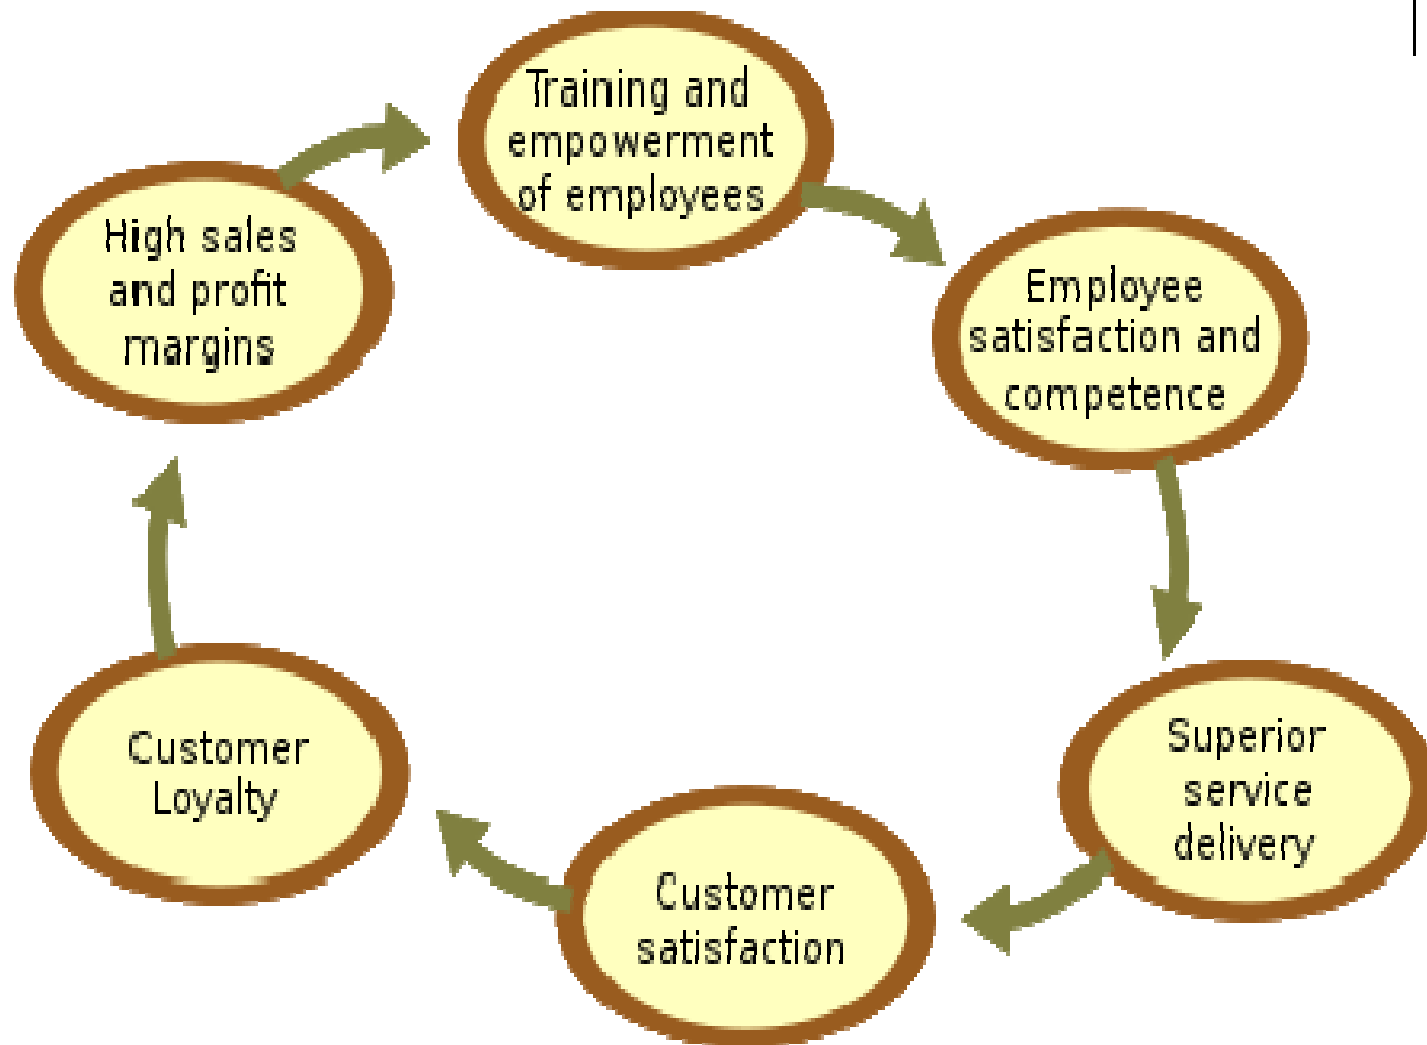 Training and
empowerment
of employees
Employee
satisfaction and
competence
Superior
service
delivery
Customer
satisfaction
Customer
Loyalty
High sales
and profit
margins